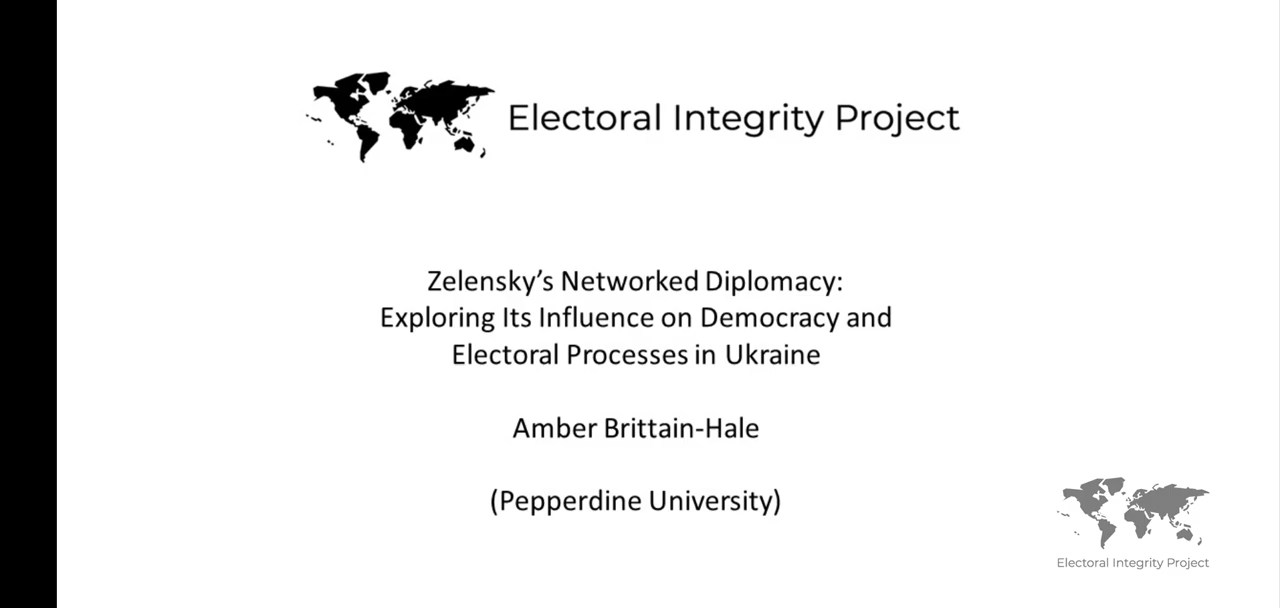 Electoral Integrity Project
Zelensky’s Networked Diplomacy:
Exploring Its Influence on Democracy and
Electoral Processes in Ukraine
Amber Brittain-Hale
(Pepperdine University)
Electoral Integrity Project